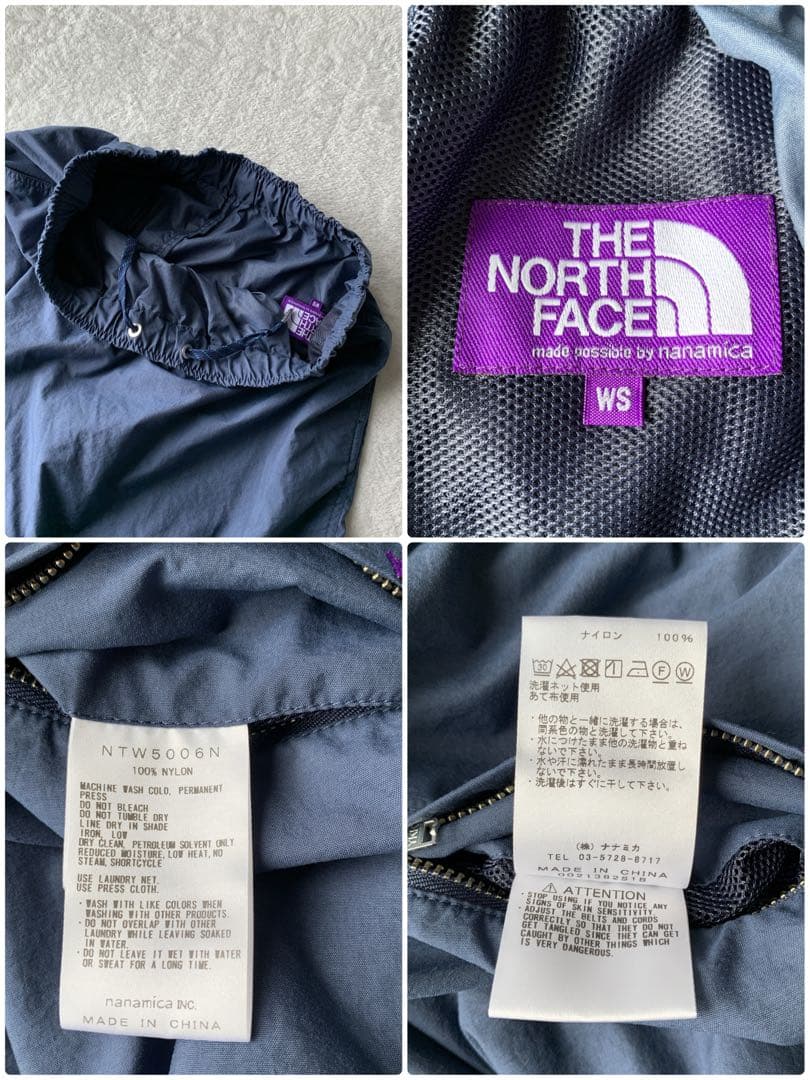 THE
NORTH
FACE
THE
NORTH
FACE
made possible by nanamica
WS
NTW5006N
100% NYLON
MACHINE WASH COLD, PERMANENT
PRESS
DO NOT BLEACH
DO NOT TUMBLE DRY
LINE DRY IN SHADE
IRON, LOW
DRY CLEAN, PETROLEUM SOLVENT ONLY
REDUCED MOISTURE, LOW HEAT, NO
STEAM, SHORTCYCLE
USE LAUNDRY NET.
USE PRESS CLOTH.
・WASH WITH LIKE COLORS WHEN
WASHING WITH OTHER PRODUCTS.
・DO NOT OVERLAP WITH OTHER
LAUNDRY WHILE LEAVING SOAKED
IN WATER.
・DO NOT LEAVE IT WET WITH WATER
OR SWEAT FOR A LONG TIME.
nanamica INC.
MADE IN CHINA
ナイロン 100%
30 F W
洗濯ネット使用
あて布使用
・他の物と一緒に洗濯する場合は、
同系色の物と洗濯して下さい。
・水につけたまま他の洗濯物と重ね
ないで下さい。
・水や汗に濡れたまま長時間放置し
ないで下さい。
・洗濯後はすぐに干して下さい。
(株) ナナミカ
TEL 03-5728-8717
MADE IN CHINA
ATTENTION
・STOP USING IF YOU NOTICE ANY
SIGNS OF SKIN SENSITIVITY.
・ADJUST THE BELTS AND CORDS
CORRECTLY SO THAT THEY DO NOT
GET TANGLED SINCE THEY CAN GET
CAUGHT BY OTHER THINGS WHICH
IS VERY DANGEROUS.